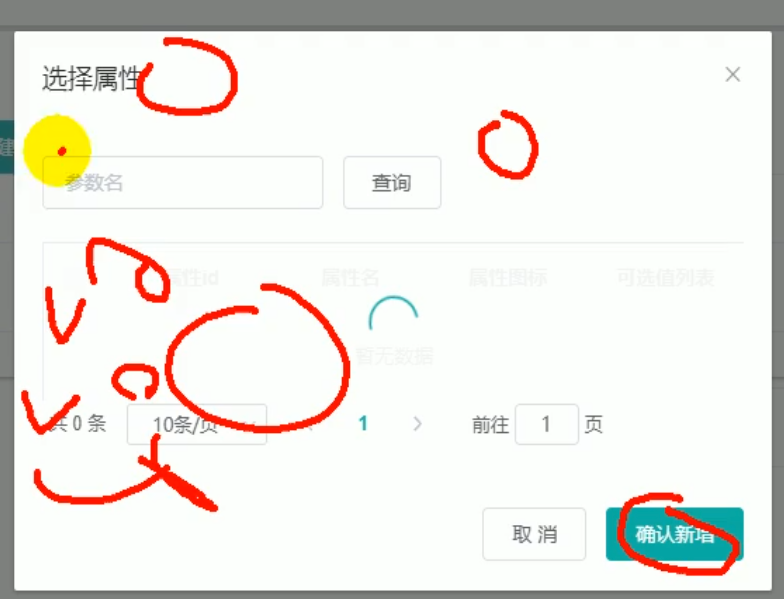 选择属性
建
参数名 查询
属性id 属性名 属性图标 可选值列表
暂无数据
共 0 条 10条/页 1 前往 1 页
取 消 确认新增